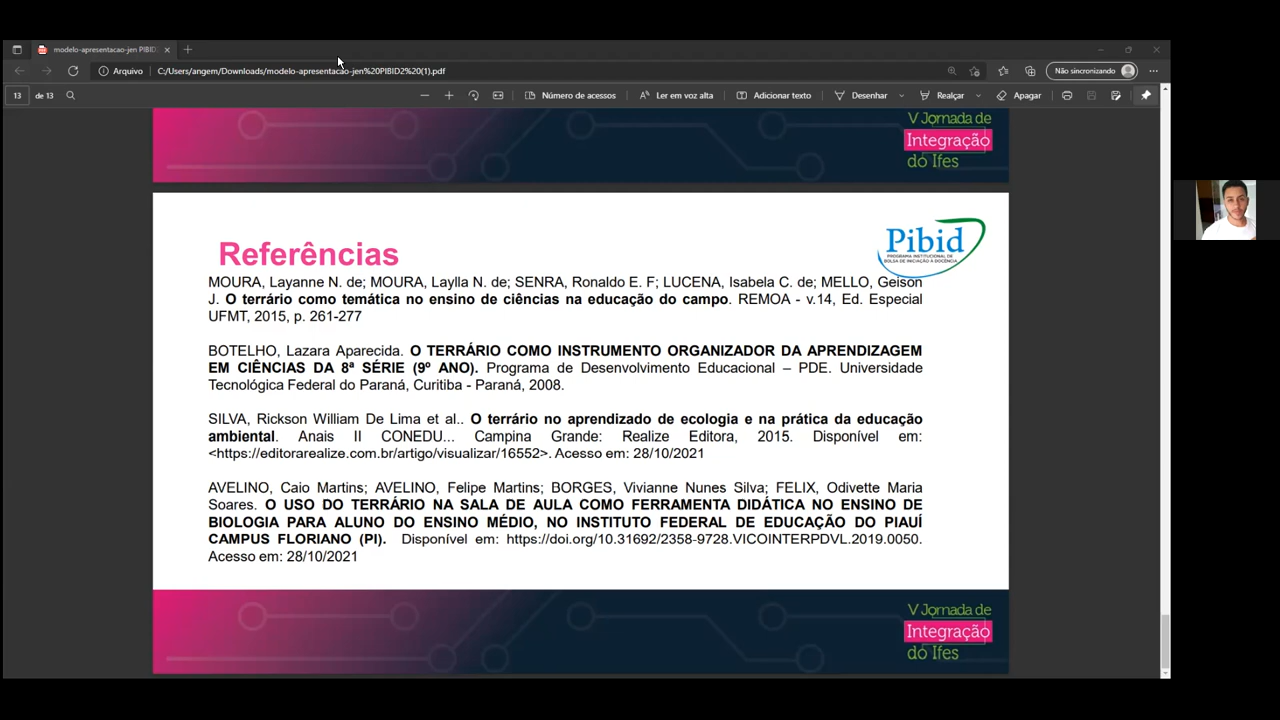 modelo-apresentacao-jen PIBID
Arquivo
C:/Users/angem/Downloads/modelo-apresentacao-jen%20PIBID2%20(1).pdf
Não sincronizando
13
de 13
Número de acessos
Ler em voz alta
Adicionar texto
Desenhar
Realçar
Apagar
V Jornada de
Integração
do Ifes
Referências
Pibid
PROGRAMA INSTITUCIONAL DE
BOLSA DE INICIAÇÃO À DOCÊNCIA
MOURA, Layanne N. de; MOURA, Laylla N. de; SENRA, Ronaldo E. F; LUCENA, Isabela C. de; MELLO, Geison
J. O terrário como temática no ensino de ciências na educação do campo. REMOA - v.14, Ed. Especial
UFMT, 2015, p. 261-277
BOTELHO, Lazara Aparecida. O TERRÁRIO COMO INSTRUMENTO ORGANIZADOR DA APRENDIZAGEM
EM CIÊNCIAS DA 8ª SÉRIE (9º ANO). Programa de Desenvolvimento Educacional – PDE. Universidade
Tecnológica Federal do Paraná, Curitiba - Paraná, 2008.
SILVA, Rickson William De Lima et al.. O terrário no aprendizado de ecologia e na prática da educação
ambiental. Anais II CONEDU... Campina Grande: Realize Editora, 2015. Disponível em:
<https://editorarealize.com.br/artigo/visualizar/16552>. Acesso em: 28/10/2021
AVELINO, Caio Martins; AVELINO, Felipe Martins; BORGES, Vivianne Nunes Silva; FELIX, Odivette Maria
Soares. O USO DO TERRÁRIO NA SALA DE AULA COMO FERRAMENTA DIDÁTICA NO ENSINO DE
BIOLOGIA PARA ALUNO DO ENSINO MÉDIO, NO INSTITUTO FEDERAL DE EDUCAÇÃO DO PIAUÍ
CAMPUS FLORIANO (PI). Disponível em: https://doi.org/10.31692/2358-9728.VICOINTERPDVL.2019.0050.
Acesso em: 28/10/2021
V Jornada de
Integração
do Ifes